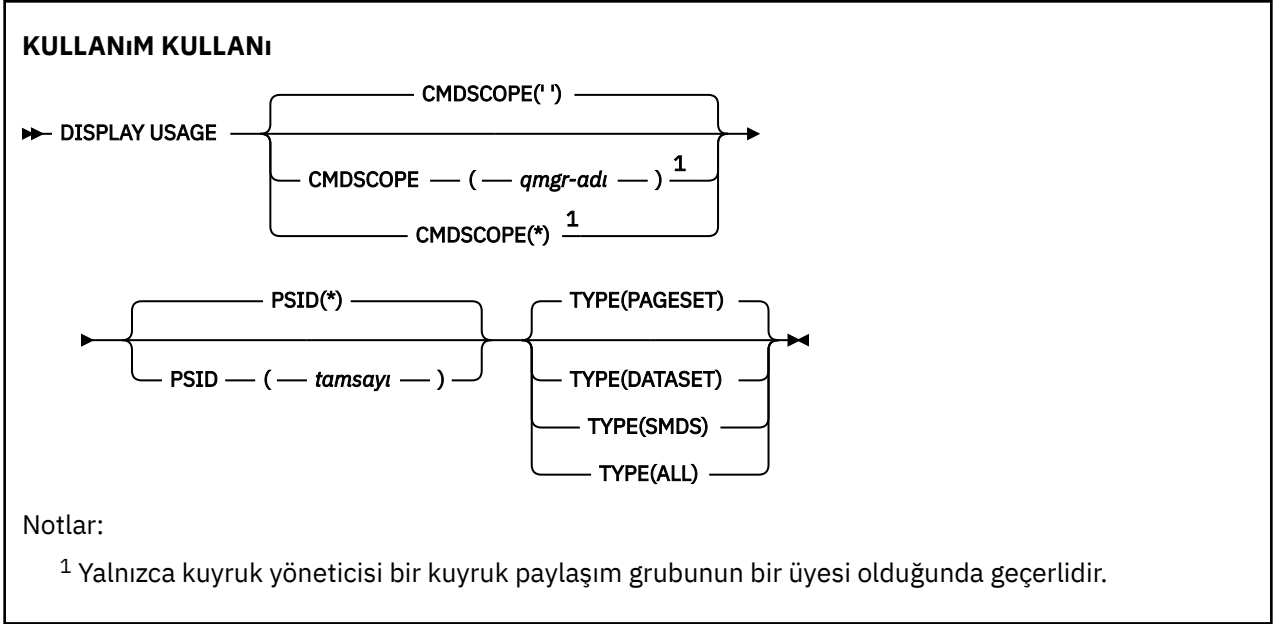 KULLANıM KULLANı
CMDSCOPE(' ')
DISPLAY USAGE
CMDSCOPE ( qmgr-adı ) 1
CMDSCOPE(*) 1
PSID(*)
PSID ( tamsayı )
TYPE(PAGESET)
TYPE(DATASET)
TYPE(SMDS)
TYPE(ALL)
Notlar:
1 Yalnızca kuyruk yöneticisi bir kuyruk paylaşım grubunun bir üyesi olduğunda geçerlidir.